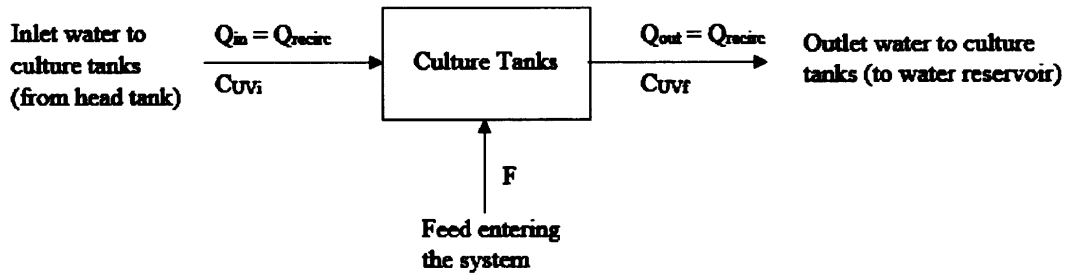 Inlet water to
culture tanks
(from head tank)
Qin = Qrecirc
CUVi
Culture Tanks
Qout = Qrecirc
CUVf
Outlet water to culture
tanks (to water reservoir)
F
Feed entering
the system